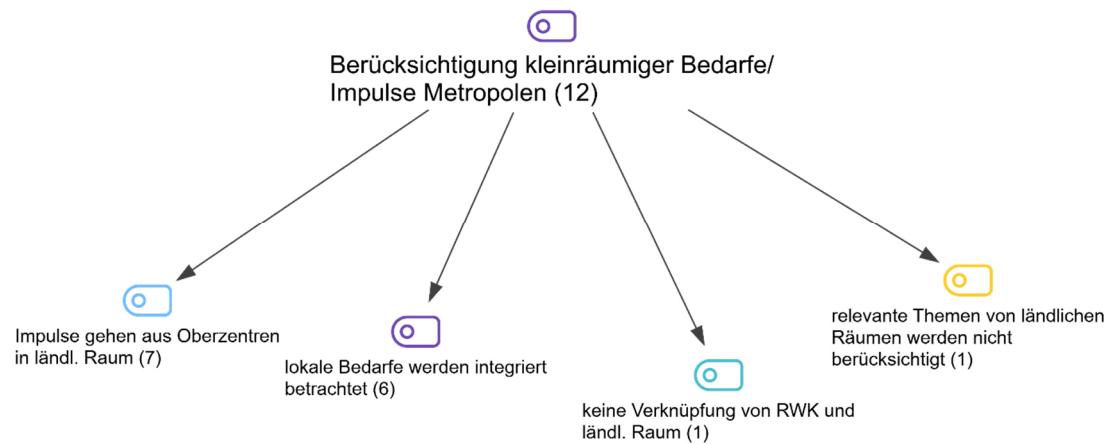 Berücksichtigung kleinräumiger Bedarfe/
Impulse Metropolen (12)
Impulse gehen aus Oberzentren
in ländl. Raum (7)
lokale Bedarfe werden integriert
betrachtet (6)
keine Verknüpfung von RWK und
ländl. Raum (1)
relevante Themen von ländlichen
Räumen werden nicht
berücksichtigt (1)